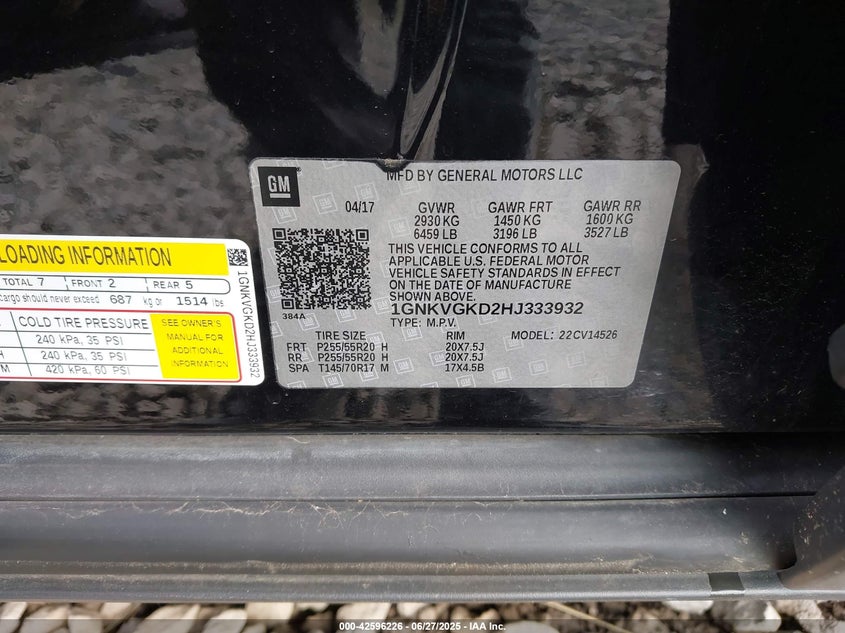 MFD BY GENERAL MOTORS LLC
GM
04/17 GVWR GAWR FRT GAWR RR
2930 KG 1450 KG 1600 KG
6459 LB 3196 LB 3527 LB
THIS VEHICLE CONFORMS TO ALL
APPLICABLE U.S. FEDERAL MOTOR
VEHICLE SAFETY STANDARDS IN EFFECT
ON THE DATE OF MANUFACTURE
SHOWN ABOVE.
384A
1GNKVGKD2HJ333932
TYPE: M.P.V.
TIRE SIZE RIM MODEL: 22CV14526
FRT P255/55R20 H 20X7.5J
RR P255/55R20 H 20X7.5J
SPA T145/70R17 M 17X4.5B
LOADING INFORMATION
TOTAL 7 FRONT 2 REAR 5
cargo should never exceed 687 kg or 1514 lbs
COLD TIRE PRESSURE
240 kPa, 35 PSI
240 kPa, 35 PSI
420 kPa, 60 PSI
SEE OWNER'S
MANUAL FOR
ADDITIONAL
INFORMATION
1GNKVGKD2HJ333932
000-42596226 - 06/27/2025 - IAA Inc.